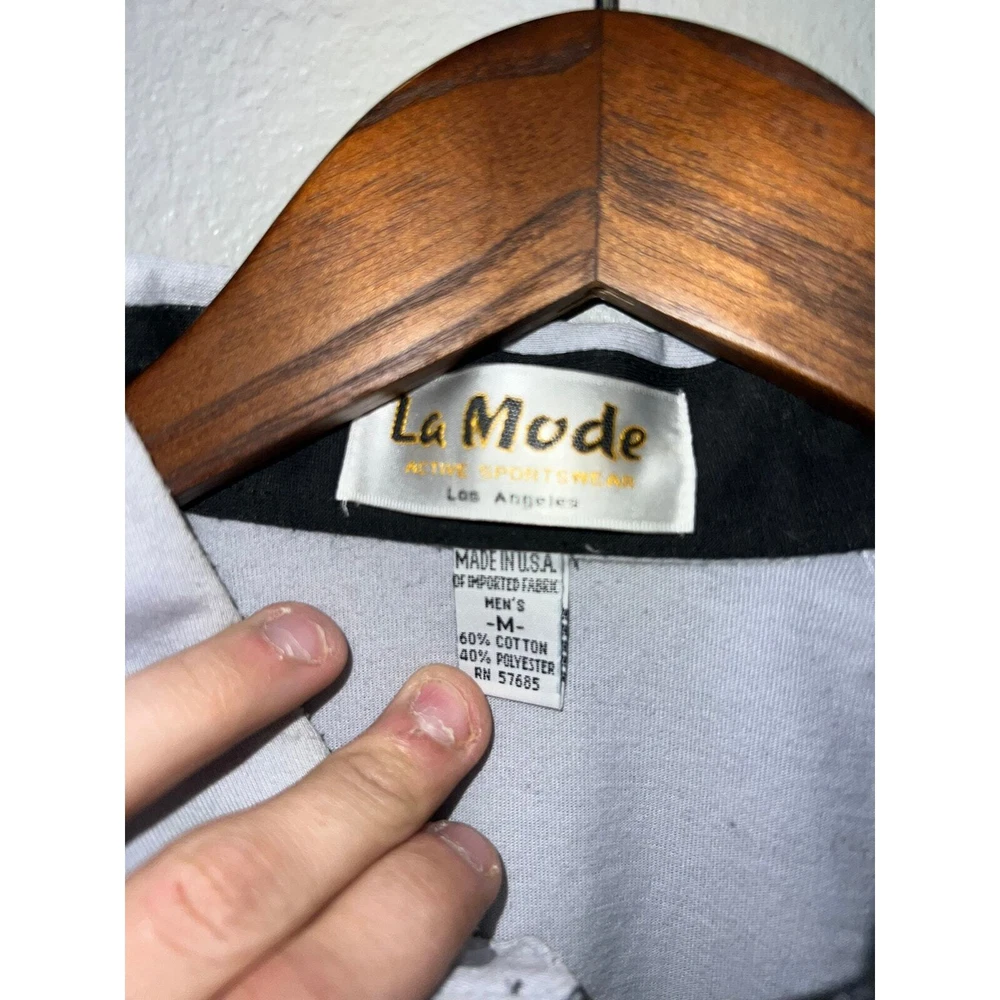 La Mode
ACTIVE SPORTSWEAR
Los Angeles
MADE IN U.S.A.
OF IMPORTED FABRIC
MEN'S
-M-
60% COTTON
40% POLYESTER
RN 57685